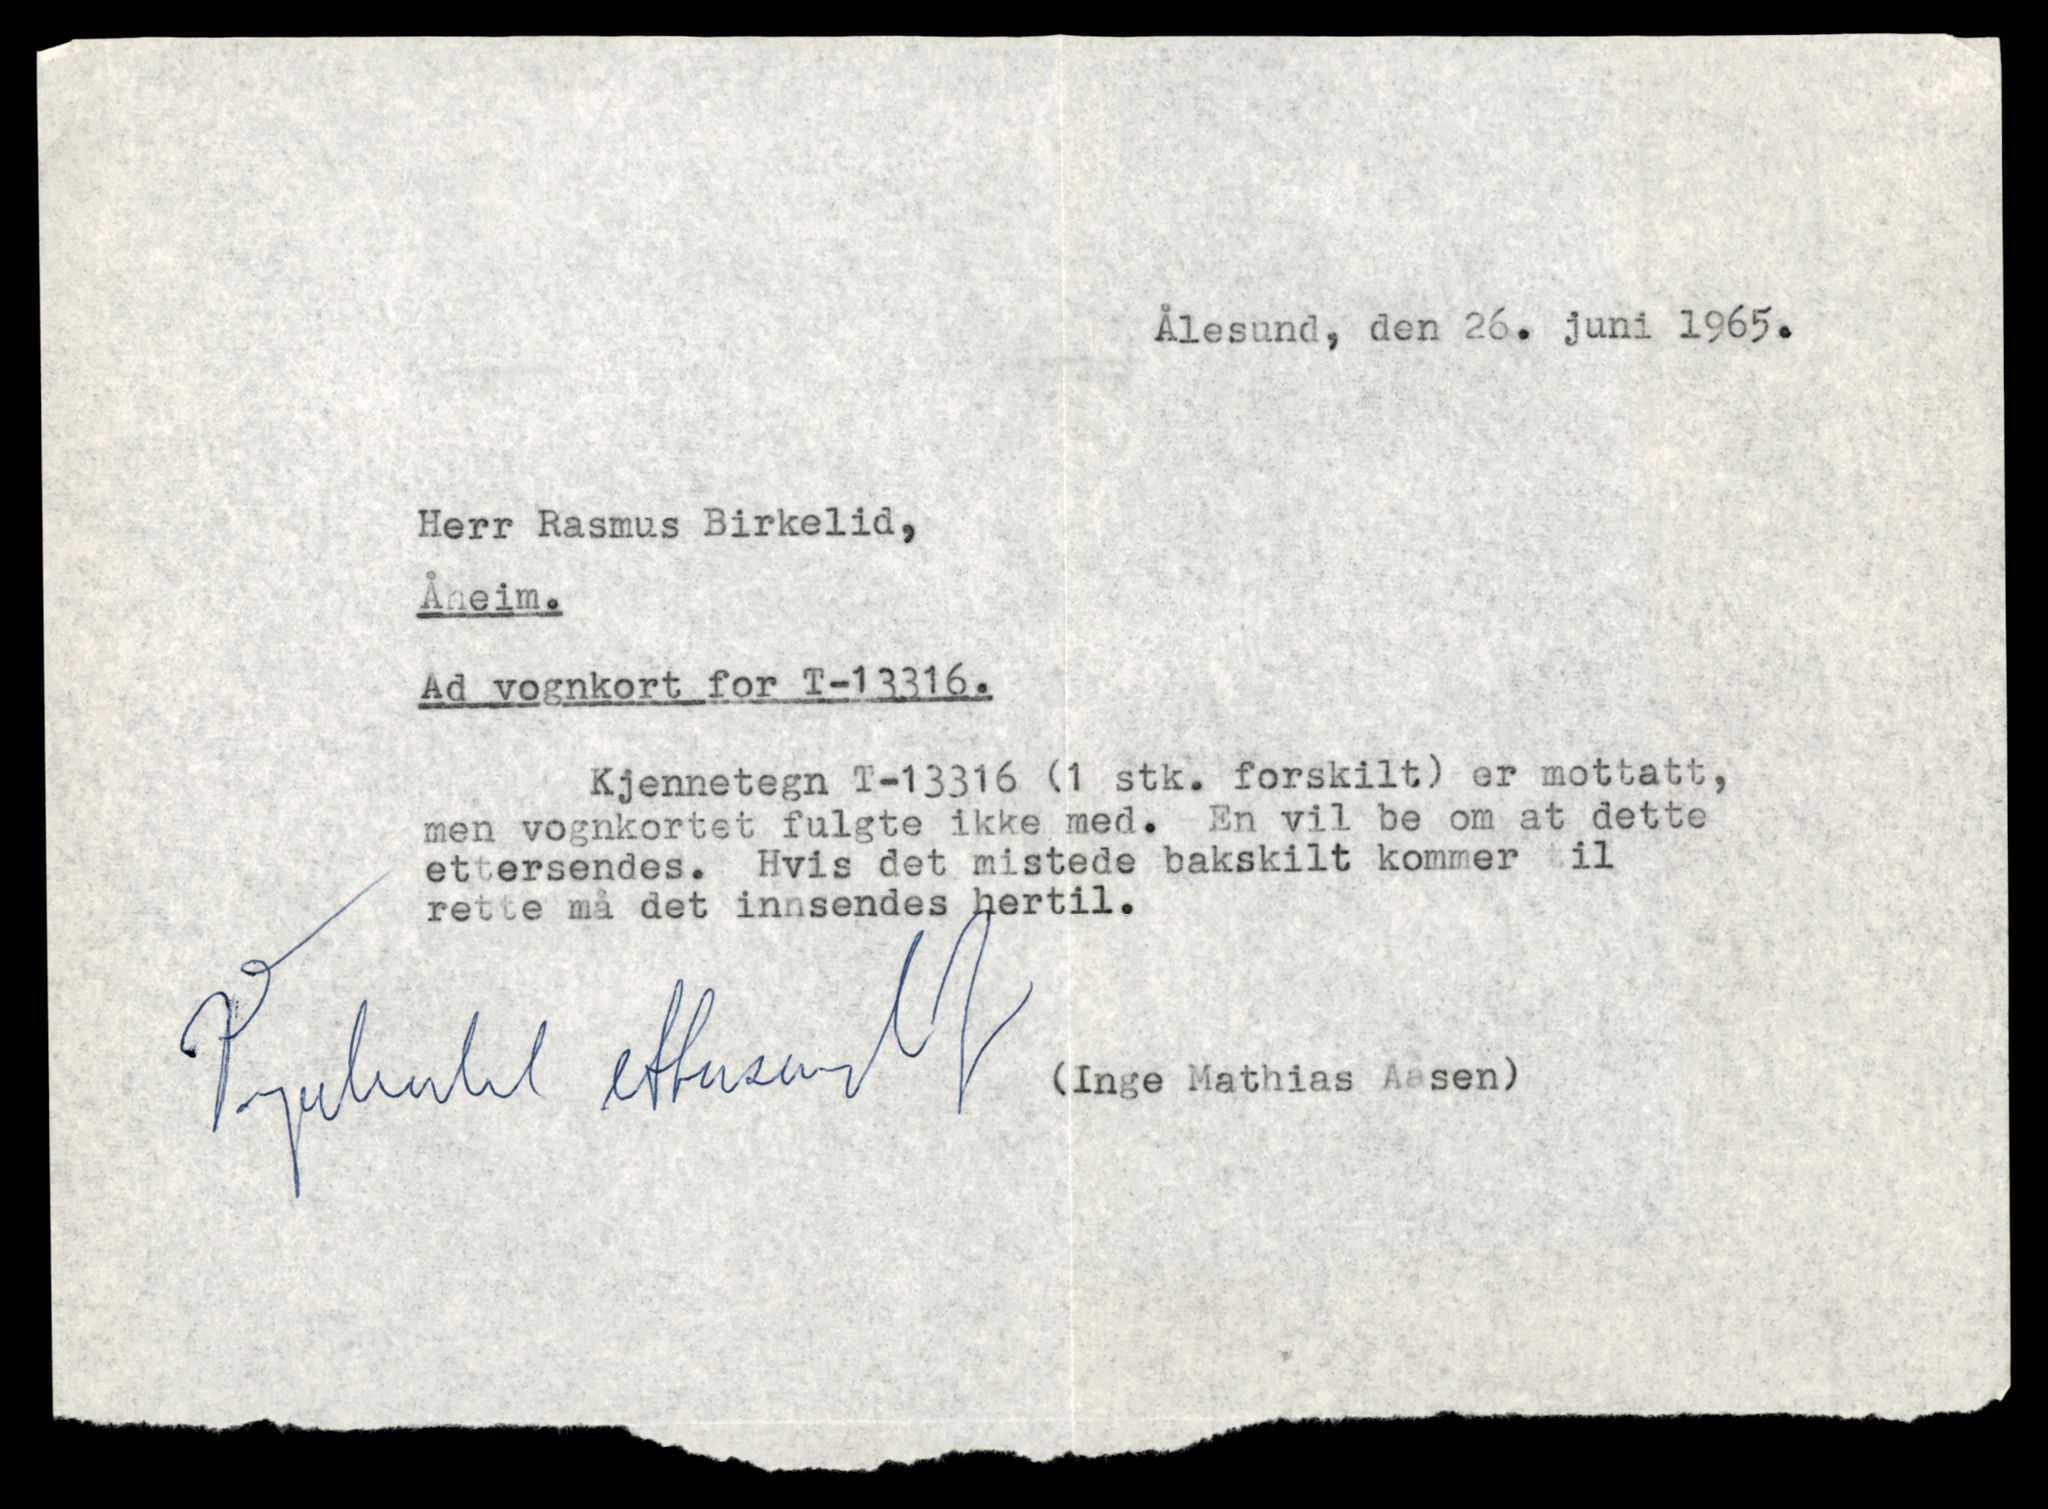 Ålesund, den 26. juni 1965.
Herr Rasmus Birkelid,
Åheim.
Ad vognkort for T-13316.
Kjennetegn T-13316 (1 stk. forskilt) er mottatt,
men vognkortet fulgte ikke med. En vil be om at dette
ettersendes. Hvis det mistede bakskilt kommer til
rette må det innsendes hertil.
ettersendt
(Inge Mathias Aasen)